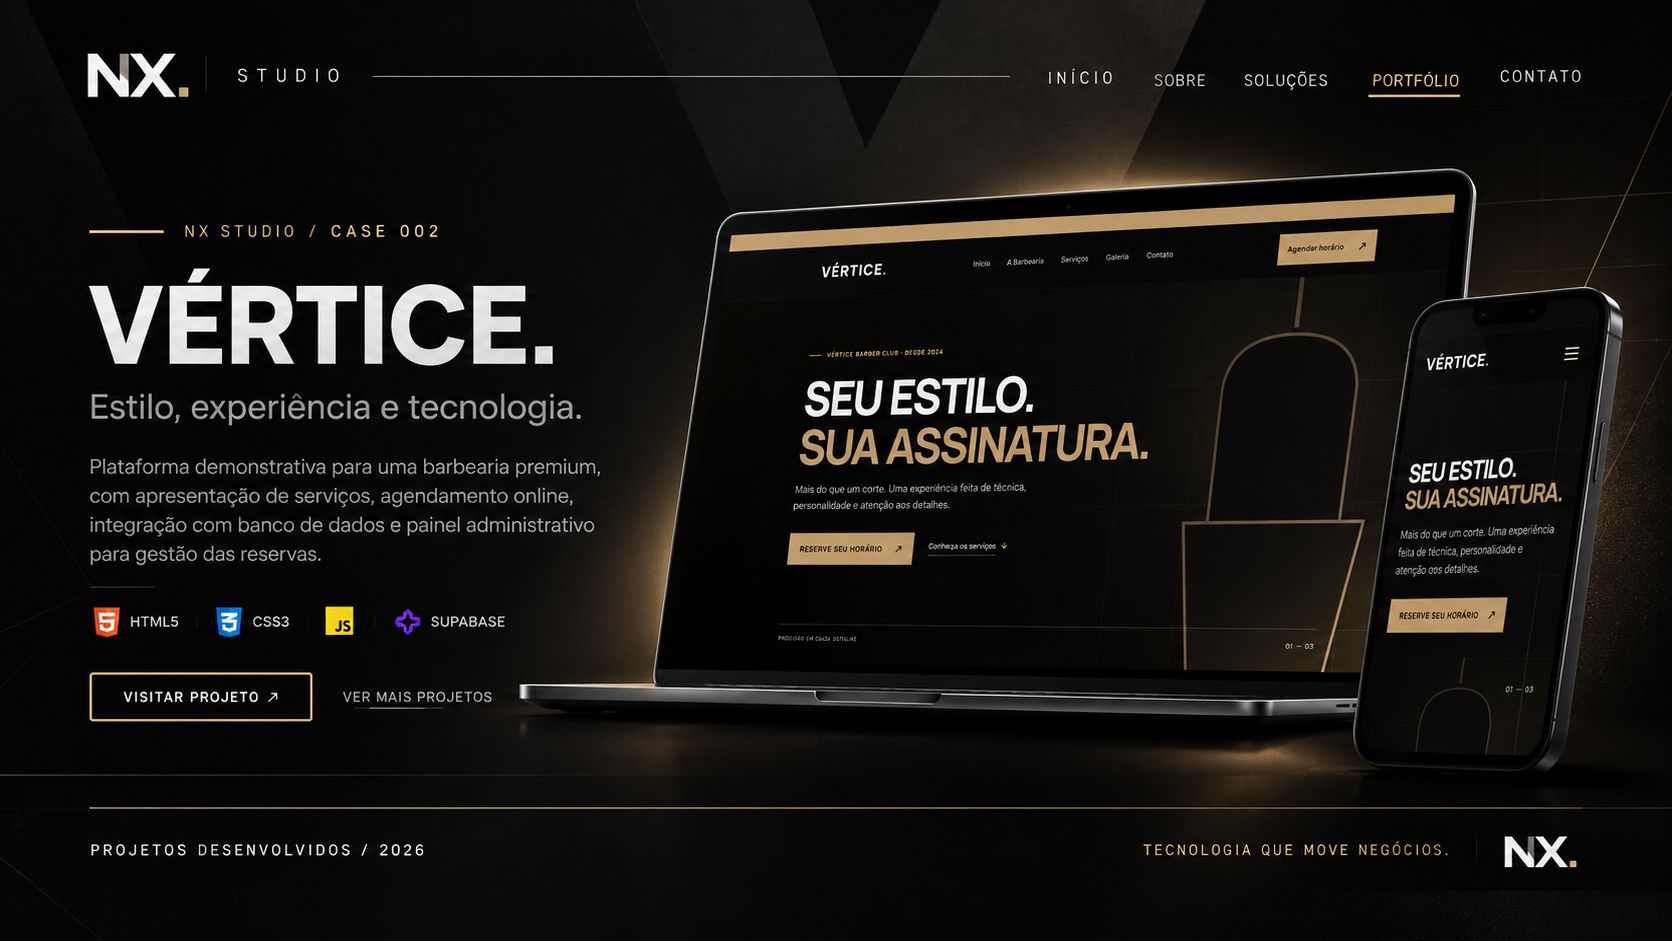 NX.
STUDIO
INÍCIO SOBRE SOLUÇÕES PORTFÓLIO CONTATO
NX STUDIO / CASE 002
VÉRTICE.
Estilo, experiência e tecnologia.
Plataforma demonstrativa para uma barbearia premium,
com apresentação de serviços, agendamento online,
integração com banco de dados e painel administrativo
para gestão das reservas.
HTML5 CSS3 JS SUPABASE
VISITAR PROJETO ↗ VER MAIS PROJETOS
VÉRTICE.
Início A Barbearia Serviços Galeria Contato
Agendar horário ↗
VÉRTICE BARBER CLUB · DESDE 2024
SEU ESTILO.
SUA ASSINATURA.
Mais do que um corte. Uma experiência feita de técnica,
personalidade e atenção aos detalhes.
RESERVE SEU HORÁRIO ↗ Conheça os serviços ↓
01 — 03
VÉRTICE.
SEU ESTILO.
SUA ASSINATURA.
Mais do que um corte. Uma experiência
feita de técnica, personalidade e
atenção aos detalhes.
RESERVE SEU HORÁRIO ↗
01 — 03
PROJETOS DESENVOLVIDOS / 2026
TECNOLOGIA QUE MOVE NEGÓCIOS.
NX.